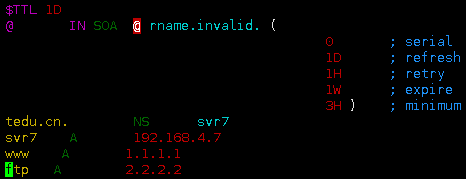 $TTL 1D
@ IN SOA @ rname.invalid. (
0 ; serial
1D ; refresh
1H ; retry
1W ; expire
3H ) ; minimum
tedu.cn. NS svr7
svr7 A 192.168.4.7
www A 1.1.1.1
ftp A 2.2.2.2